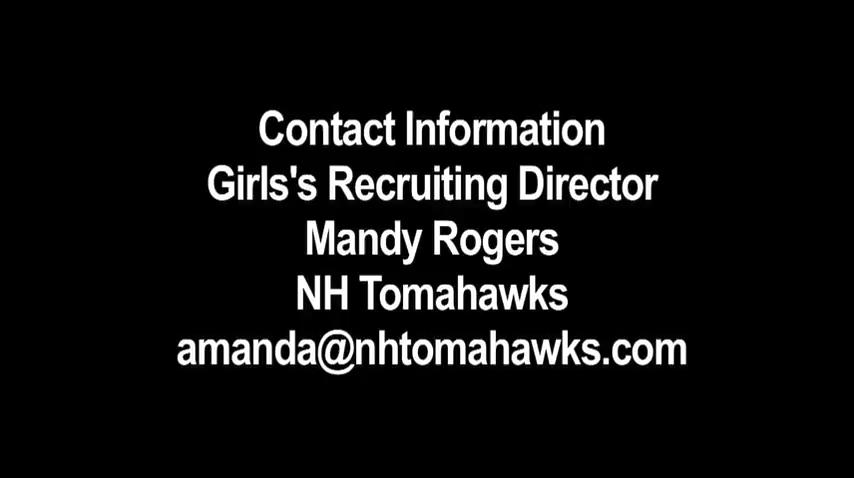 Contact Information
Girls's Recruiting Director
Mandy Rogers
NH Tomahawks
amanda@nhtomahawks.com